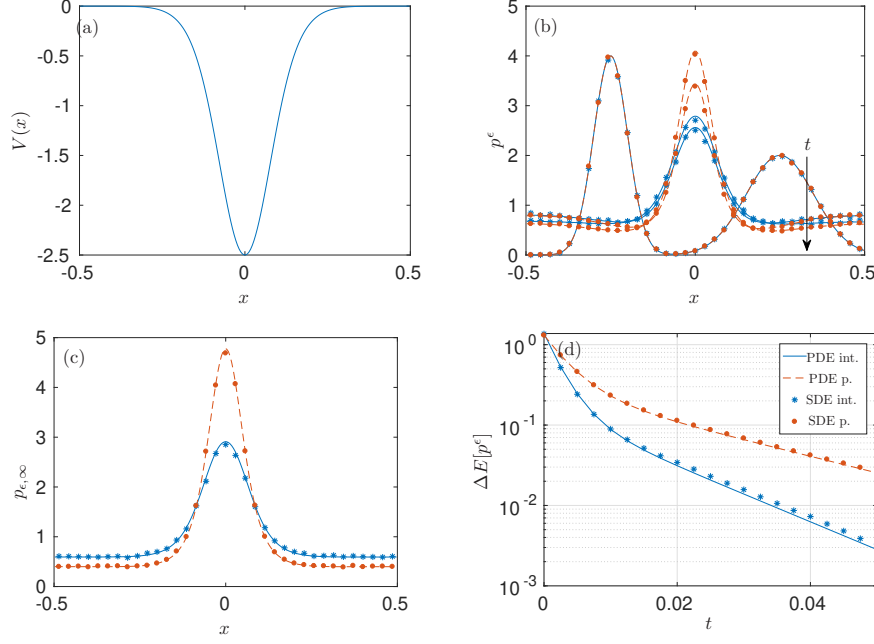 (a)
0
-0.5
-1
-1.5
-2
-2.5
V(x)
-0.5 0 0.5
x
(b)
5
4
3
2
1
0
p^ϵ
t
-0.5 0 0.5
x
(c)
5
4
3
2
1
0
p_{ϵ,∞}
-0.5 0 0.5
x
(d)
10^0
10^{-1}
10^{-2}
10^{-3}
ΔE[p^ϵ]
PDE int.
PDE p.
SDE int.
SDE p.
0 0.02 0.04
t